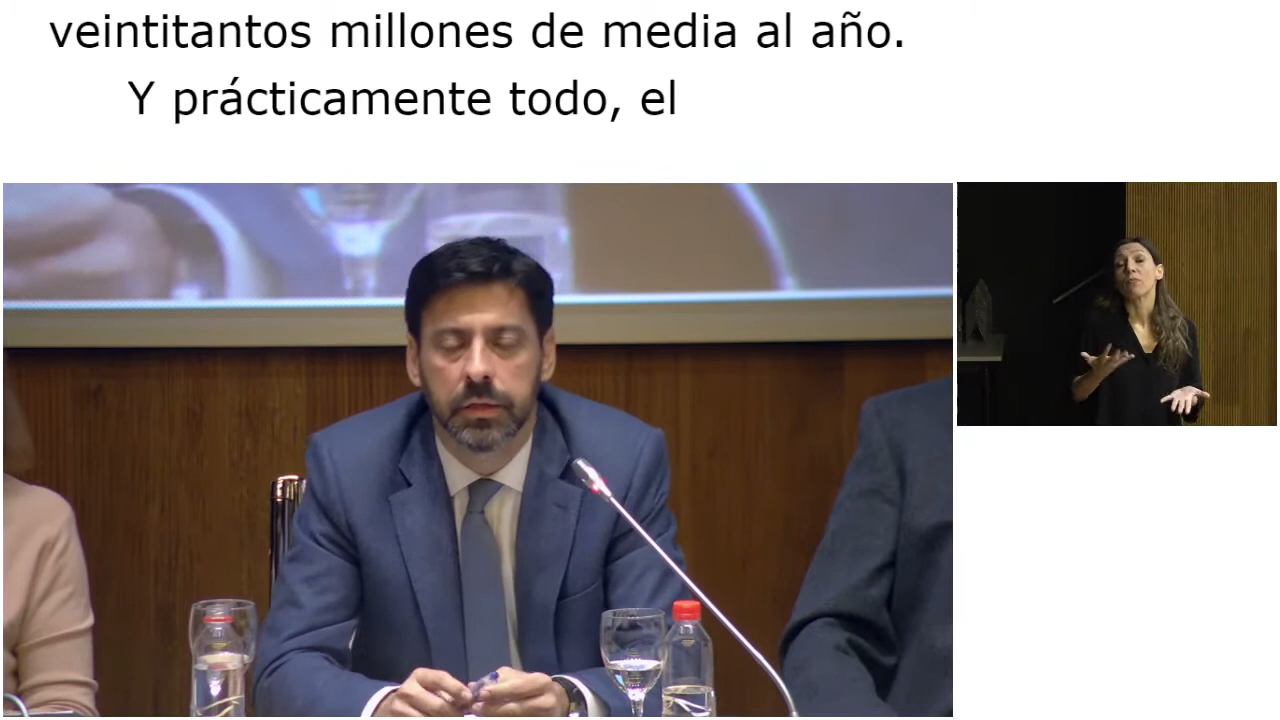 veintitantos millones de media al año.
Y prácticamente todo, el